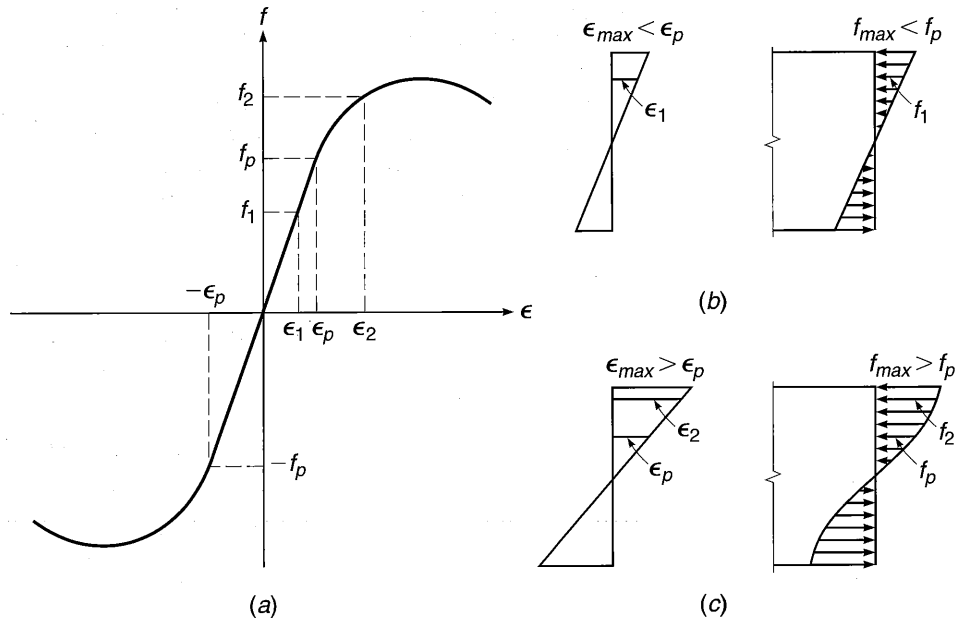 f
f₂
fₚ
f₁
−ϵₚ
ϵ₁ ϵₚ ϵ₂ ϵ
−fₚ
(a)
ϵₘₐₓ < ϵₚ
ϵ₁
fₘₐₓ < fₚ
f₁
(b)
ϵₘₐₓ > ϵₚ
ϵ₂
ϵₚ
fₘₐₓ > fₚ
f₂
fₚ
(c)